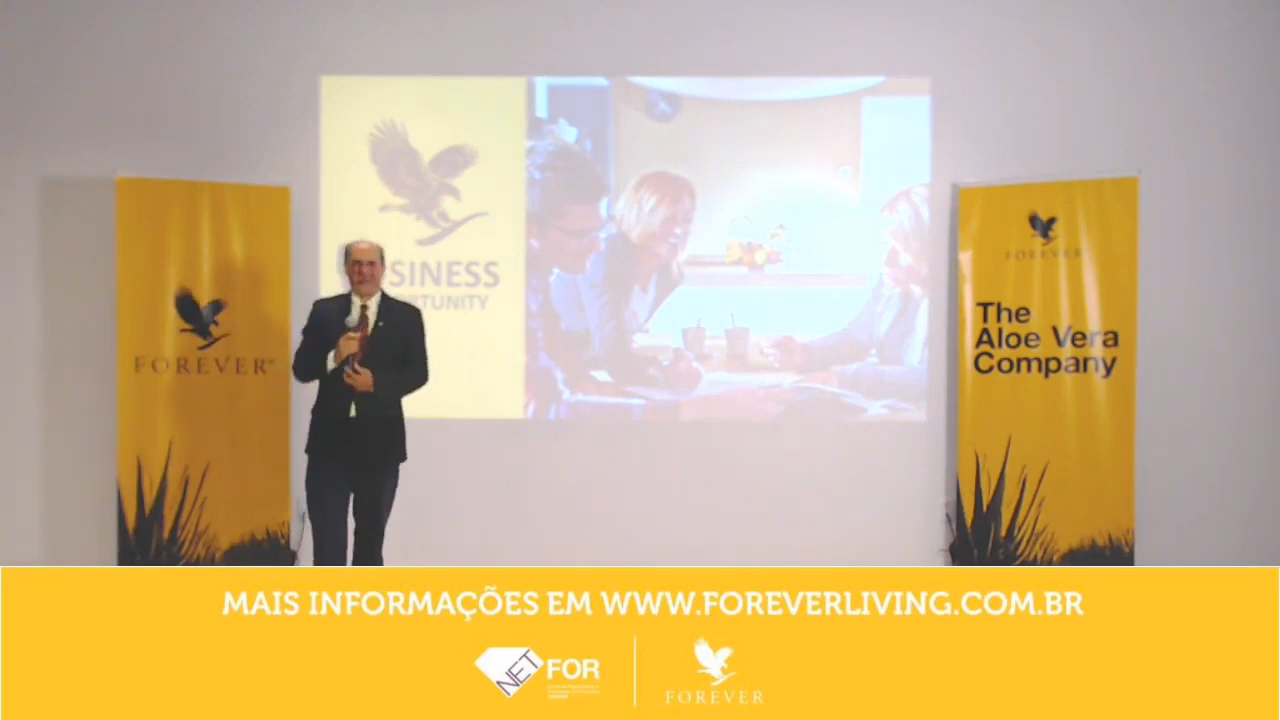 SINESS
TUNITY
FOREVER
FOREVER
The
Aloe Vera
Company
MAIS INFORMAÇÕES EM WWW.FOREVERLIVING.COM.BR
NET
FOR
FOREVER